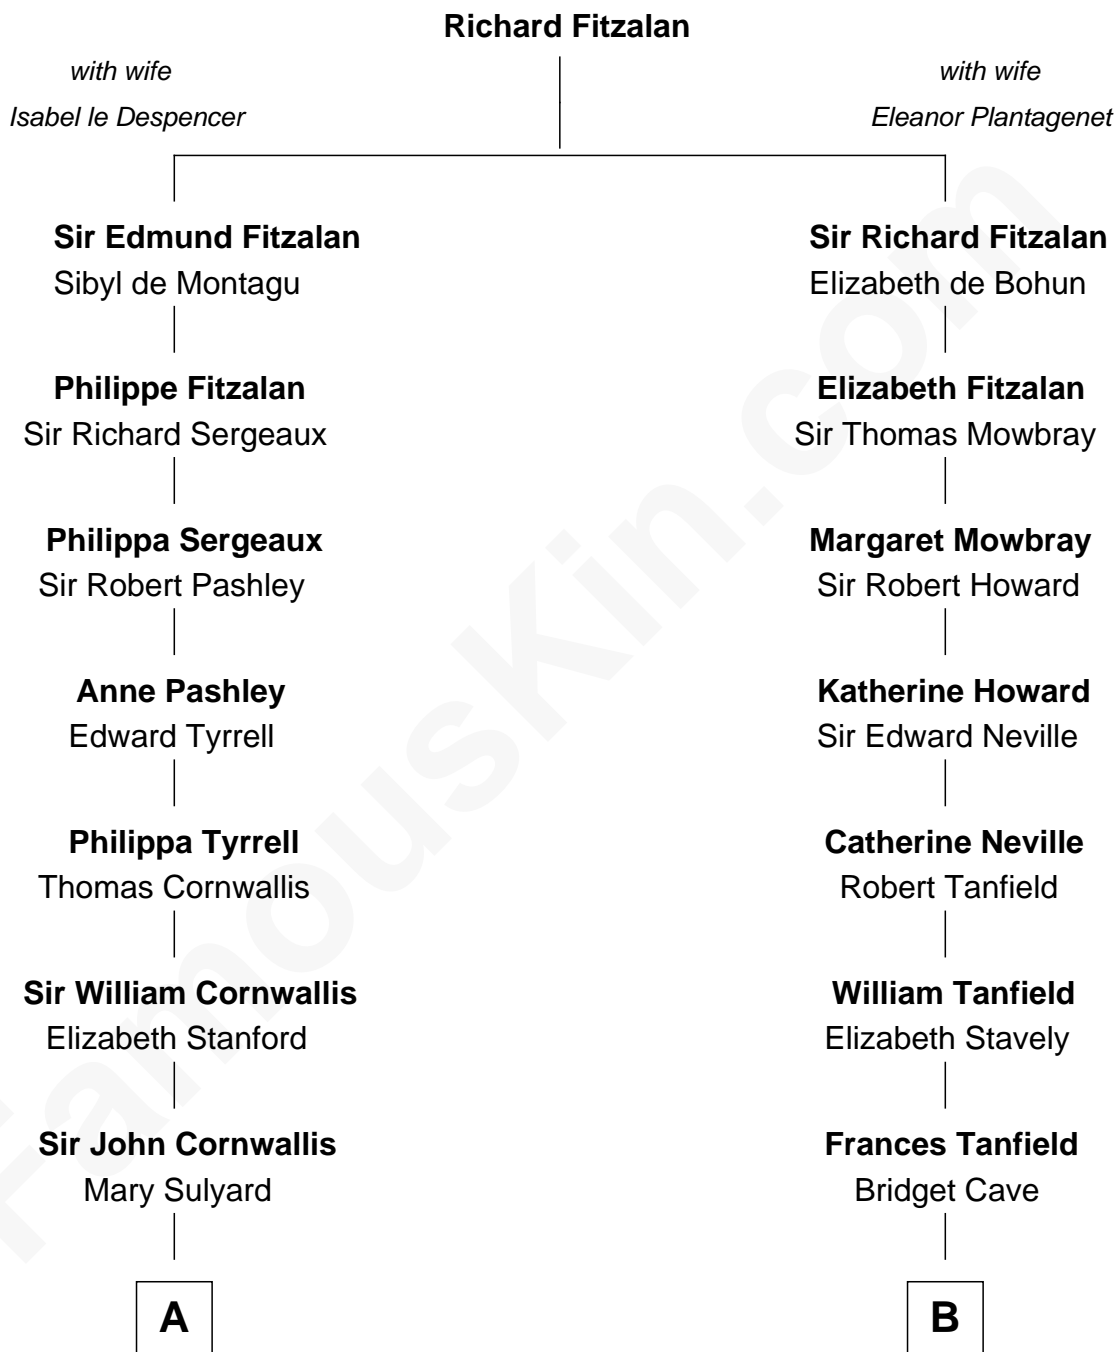 Richard Fitzalan
with wife
Isabel le Despencer
with wife
Eleanor Plantagenet
Sir Edmund Fitzalan
Sibyl de Montagu
Sir Richard Fitzalan
Elizabeth de Bohun
Philippe Fitzalan
Sir Richard Sergeaux
Elizabeth Fitzalan
Sir Thomas Mowbray
Philippa Sergeaux
Sir Robert Pashley
Margaret Mowbray
Sir Robert Howard
Anne Pashley
Edward Tyrrell
Katherine Howard
Sir Edward Neville
Philippa Tyrrell
Thomas Cornwallis
Catherine Neville
Robert Tanfield
Sir William Cornwallis
Elizabeth Stanford
William Tanfield
Elizabeth Stavely
Sir John Cornwallis
Mary Sulyard
Frances Tanfield
Bridget Cave
A
B
FamousKin.com